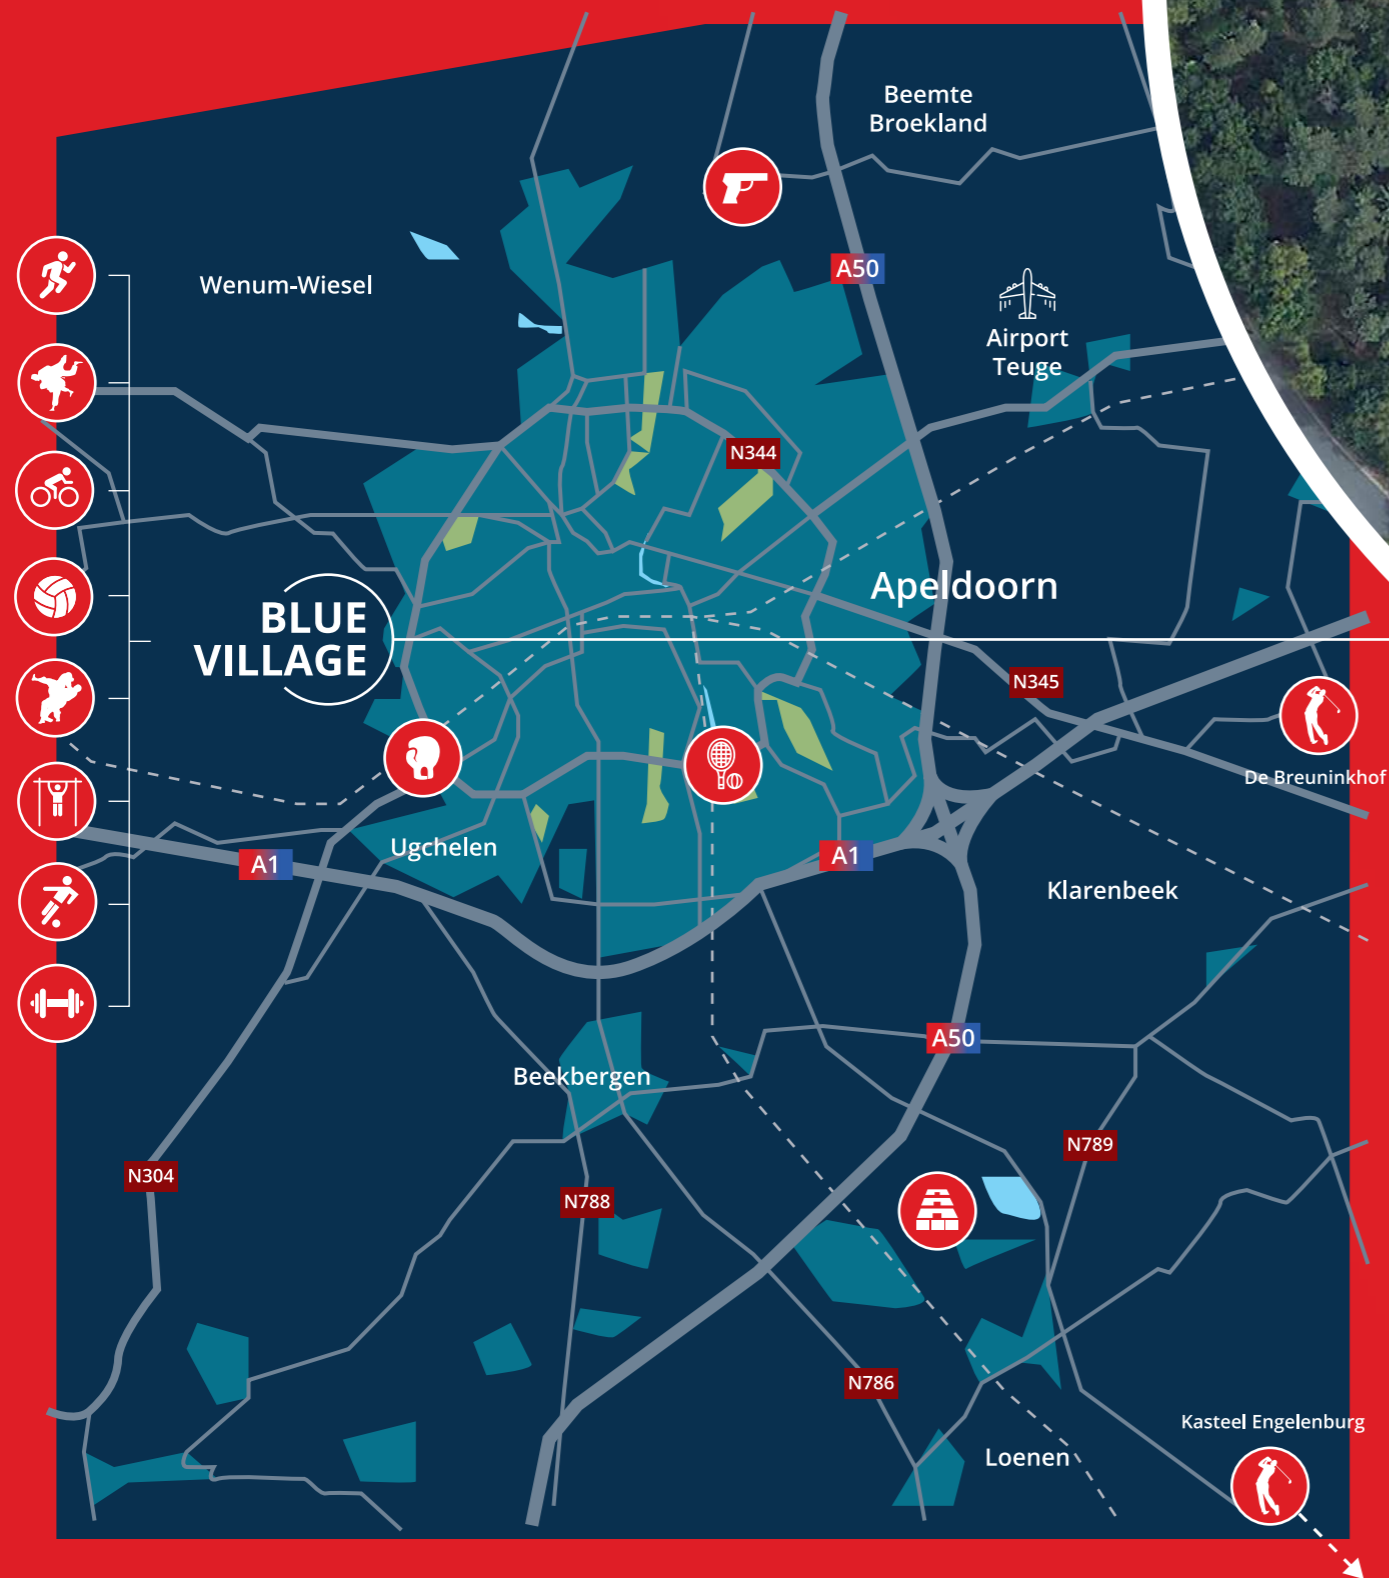 Beemte
Broekland
A50
Wenum-Wiesel
Airport
Teuge
N344
Apeldoorn
BLUE
VILLAGE
N345
De Breuninkhof
Ugchelen
A1
A1
Klarenbeek
A50
Beekbergen
N789
N304
N788
N786
Kasteel Engelenburg
Loenen